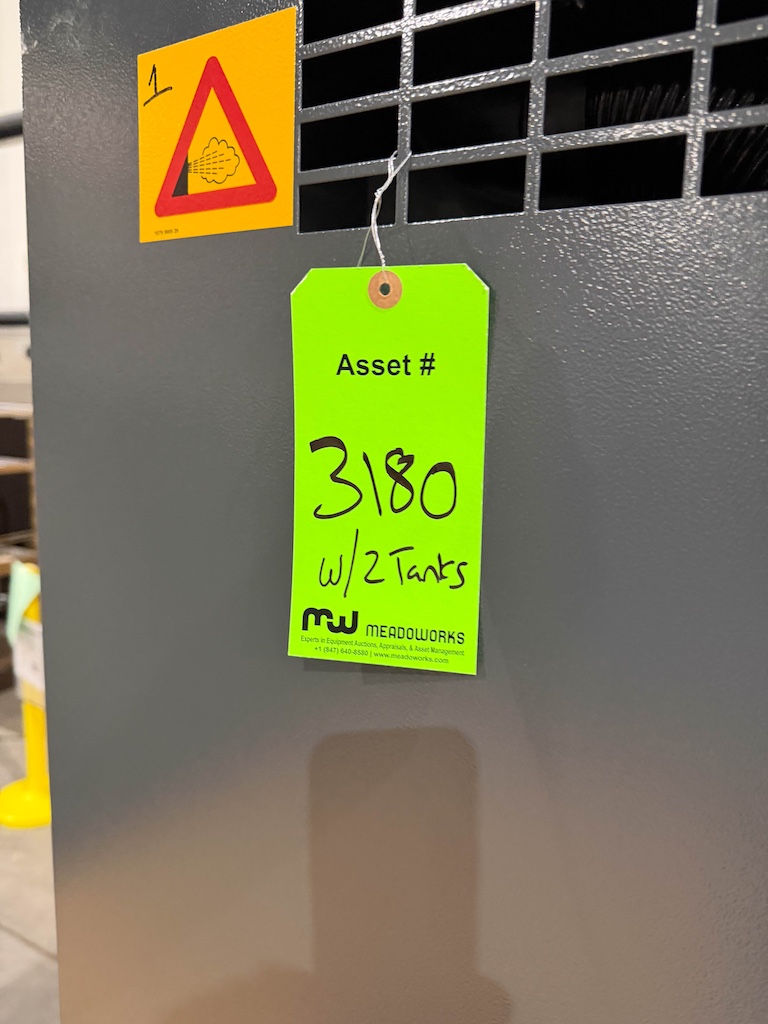 1
Asset #
3180
w/2 Tanks
mw MEADOWORKS
Experts in Equipment Auctions, Appraisals, & Asset Management
+1 (847) 640-8580 | www.meadoworks.com